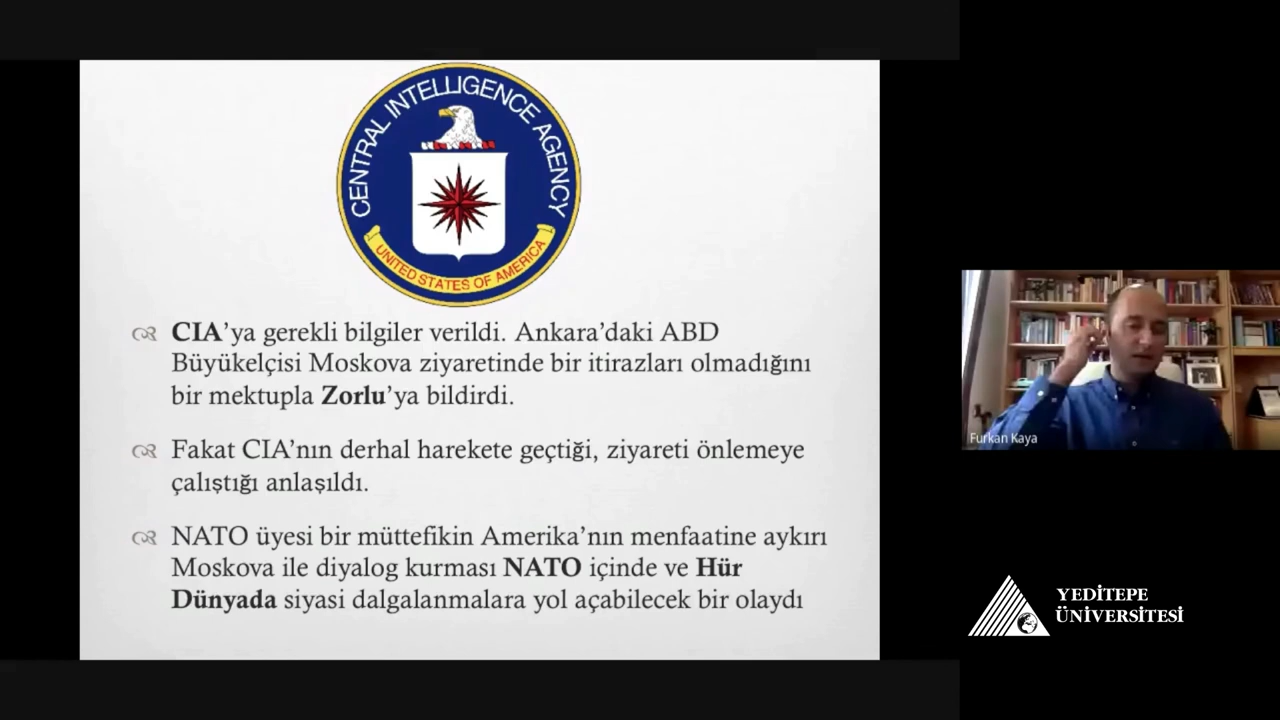 CENTRAL INTELLIGENCE AGENCY
UNITED STATES OF AMERICA
CIA’ya gerekli bilgiler verildi. Ankara’daki ABD
Büyükelçisi Moskova ziyaretinde bir itirazları olmadığını
bir mektupla Zorlu’ya bildirdi.
Fakat CIA’nın derhal harekete geçtiği, ziyareti önlemeye
çalıştığı anlaşıldı.
NATO üyesi bir müttefikin Amerika’nın menfaatine aykırı
Moskova ile diyalog kurması NATO içinde ve Hür
Dünyada siyasi dalgalanmalara yol açabilecek bir olaydı
Furkan Kaya
YEDİTEPE
ÜNİVERSİTESİ